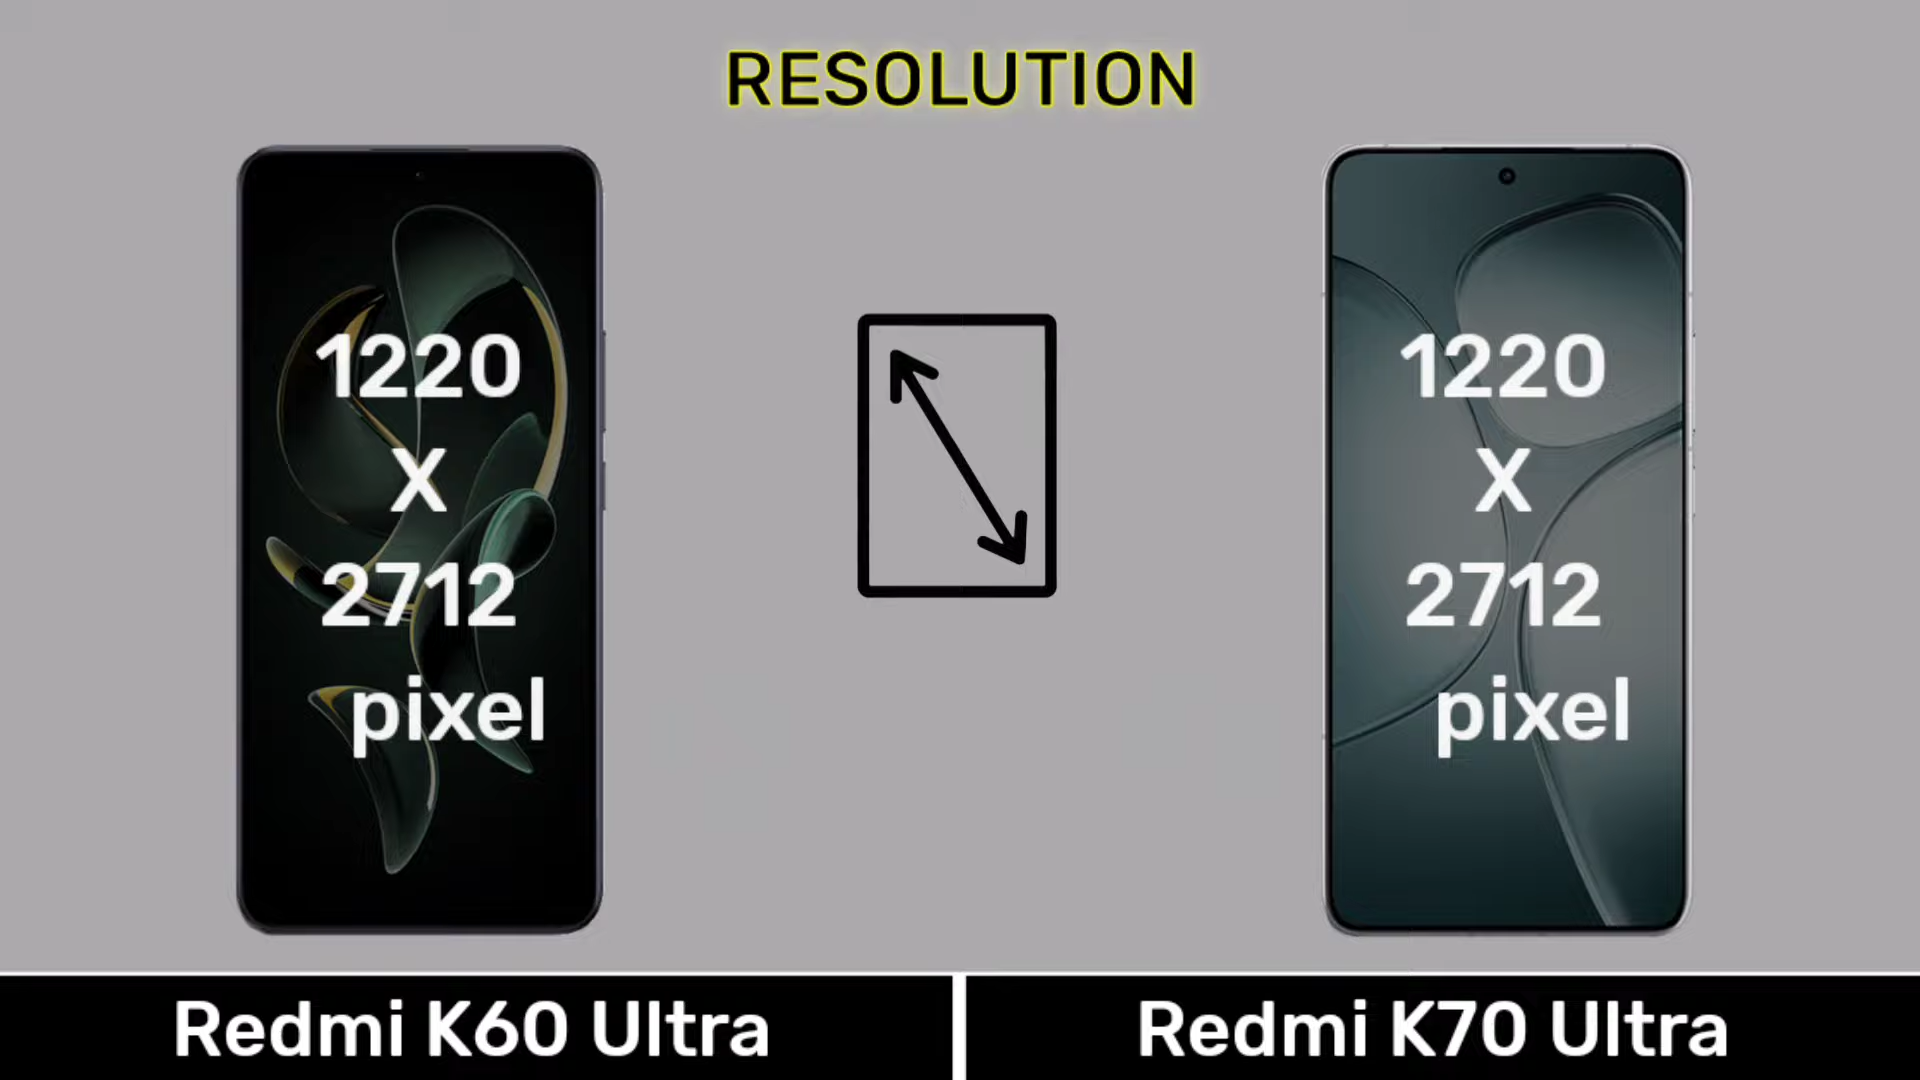 RESOLUTION
1220
X
2712
pixel
1220
X
2712
pixel
Redmi K60 Ultra
Redmi K70 Ultra